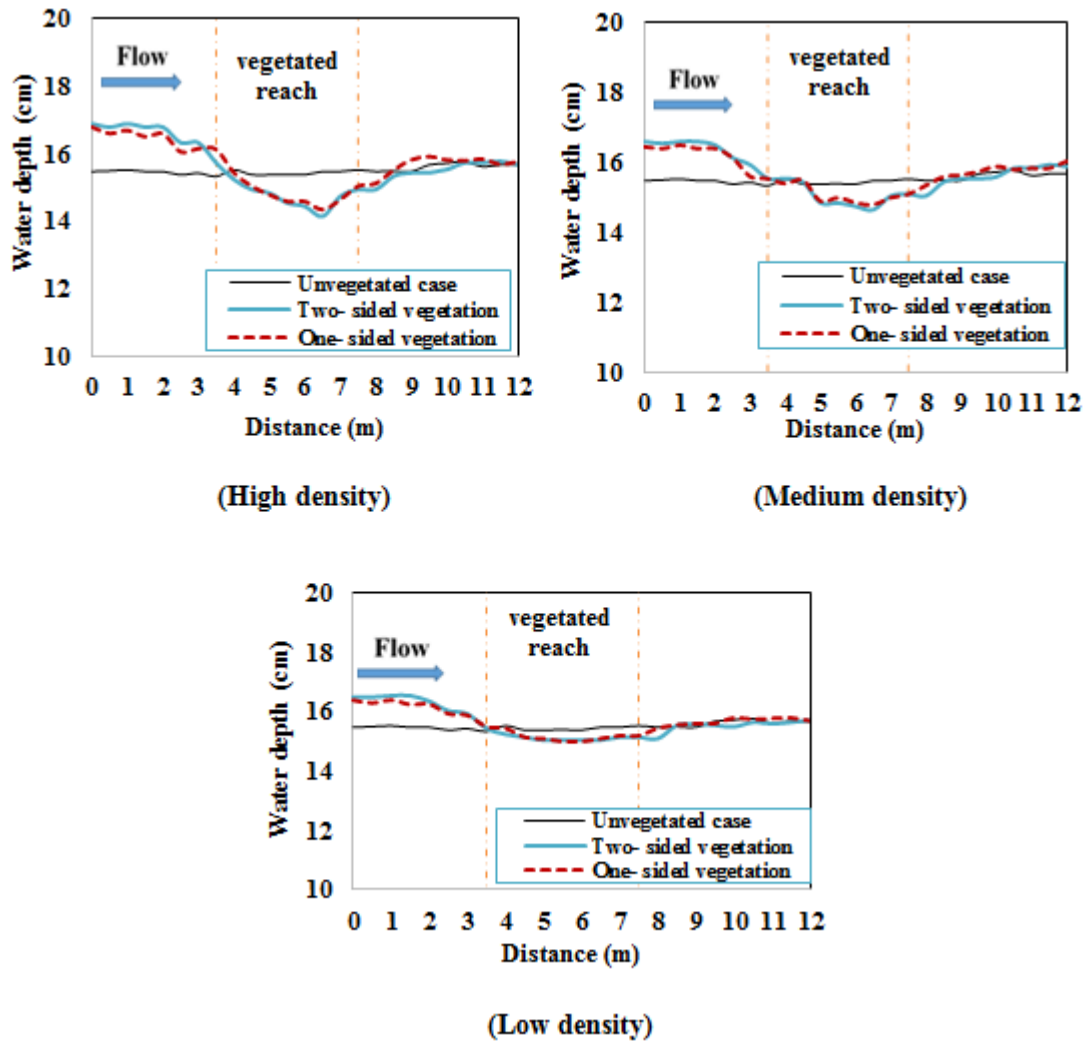 20
18
16
14
12
10
Water depth (cm)
Flow
vegetated
reach
Unvegetated case
Two- sided vegetation
One- sided vegetation
0 1 2 3 4 5 6 7 8 9 10 11 12
Distance (m)
(High density)
20
18
16
14
12
10
Water depth (cm)
Flow
vegetated
reach
Unvegetated case
Two- sided vegetation
One- sided vegetation
0 1 2 3 4 5 6 7 8 9 10 11 12
Distance (m)
(Medium density)
20
18
16
14
12
10
Water depth (cm)
Flow
vegetated
reach
Unvegetated case
Two- sided vegetation
One- sided vegetation
0 1 2 3 4 5 6 7 8 9 10 11 12
Distance (m)
(Low density)